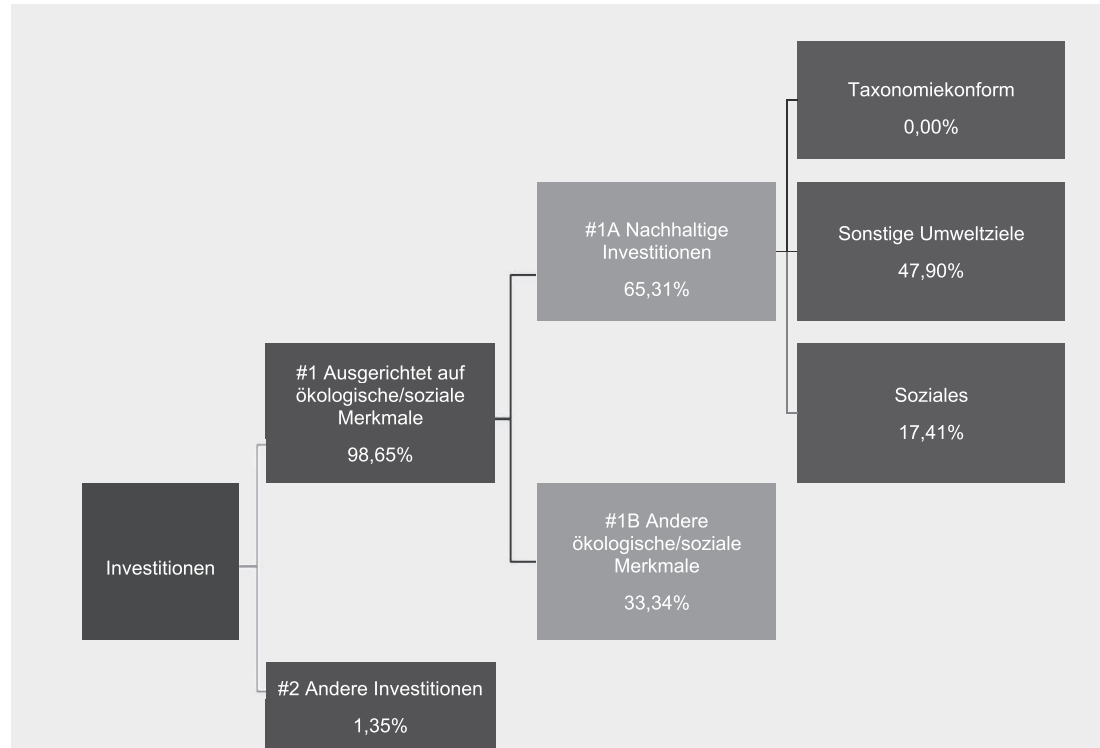 Taxonomiekonform
0,00%
#1A Nachhaltige
Investitionen
65,31%
Sonstige Umweltziele
47,90%
#1 Ausgerichtet auf
ökologische/soziale
Merkmale
98,65%
Soziales
17,41%
Investitionen
#1B Andere
ökologische/soziale
Merkmale
33,34%
#2 Andere Investitionen
1,35%